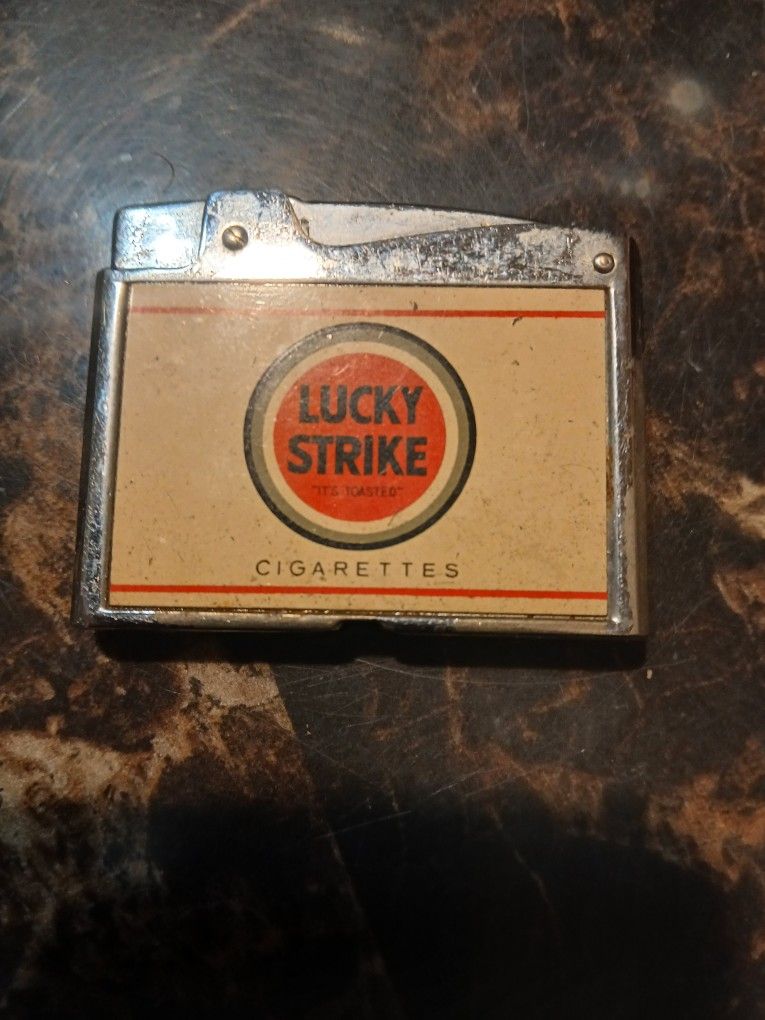 LUCKY
STRIKE
"IT'S TOASTED"
CIGARETTES